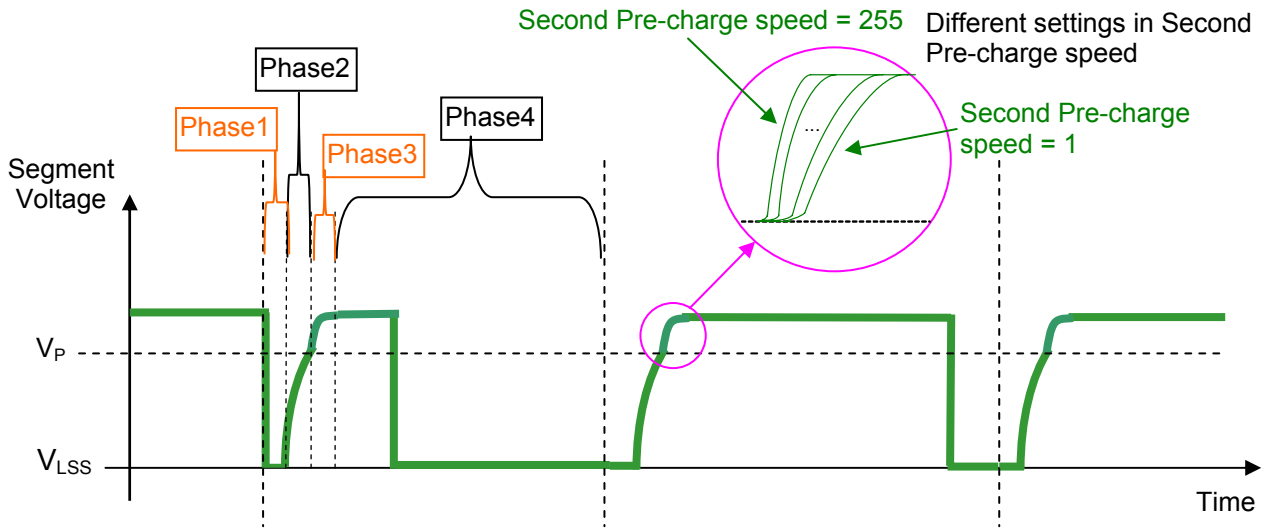 Second Pre-charge speed = 255
Different settings in Second
Pre-charge speed
Phase2
Phase1
Phase3
Phase4
...
Second Pre-charge
speed = 1
Segment
Voltage
VP
VLSS
Time